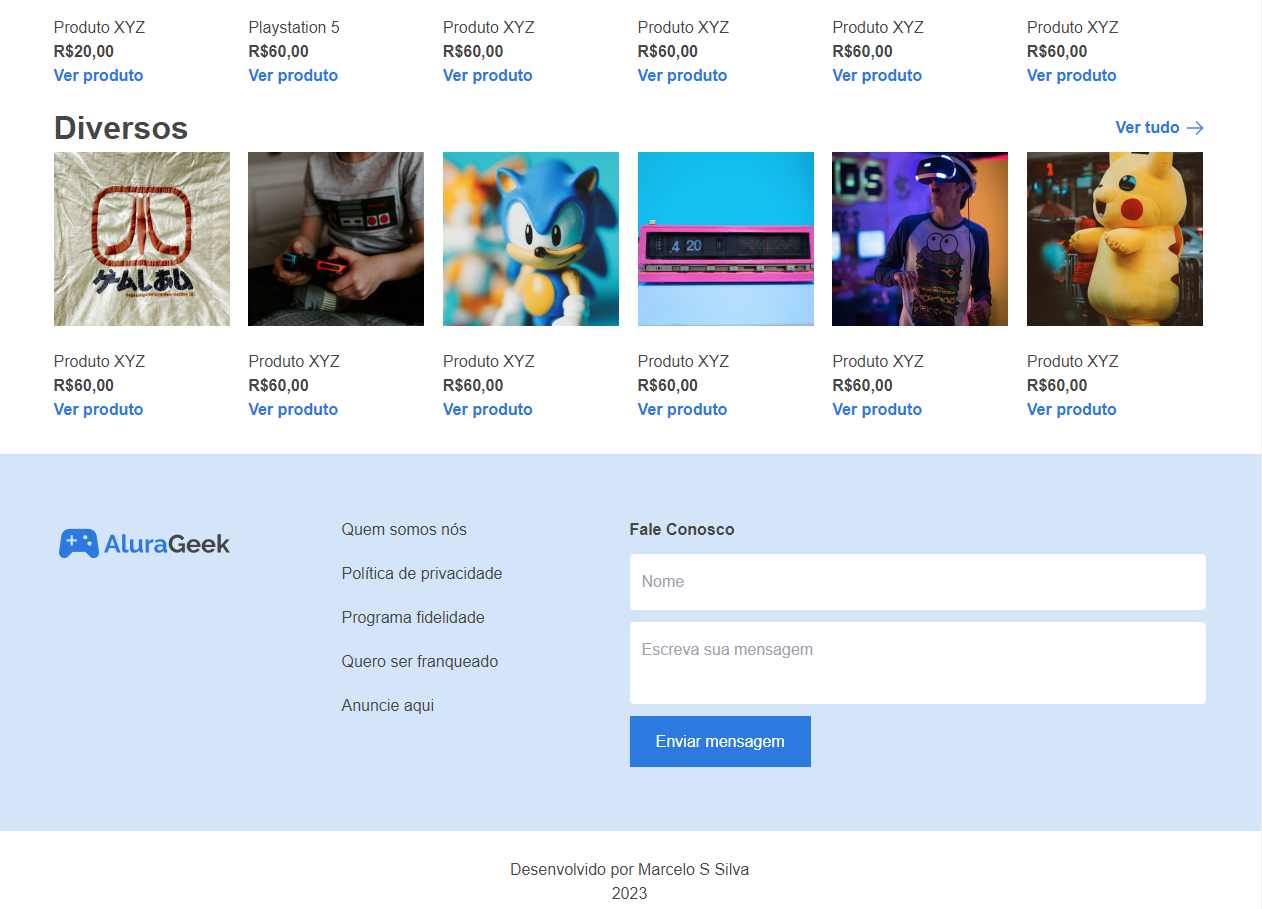 Produto XYZ Playstation 5 Produto XYZ Produto XYZ Produto XYZ Produto XYZ
R$20,00 R$60,00 R$60,00 R$60,00 R$60,00 R$60,00
Ver produto Ver produto Ver produto Ver produto Ver produto Ver produto
Diversos Ver tudo
ゲームしあい
4 20
Produto XYZ Produto XYZ Produto XYZ Produto XYZ Produto XYZ Produto XYZ
R$60,00 R$60,00 R$60,00 R$60,00 R$60,00 R$60,00
Ver produto Ver produto Ver produto Ver produto Ver produto Ver produto
AluraGeek
Quem somos nós
Política de privacidade
Programa fidelidade
Quero ser franqueado
Anuncie aqui
Fale Conosco
Nome
Escreva sua mensagem
Enviar mensagem
Desenvolvido por Marcelo S Silva
2023